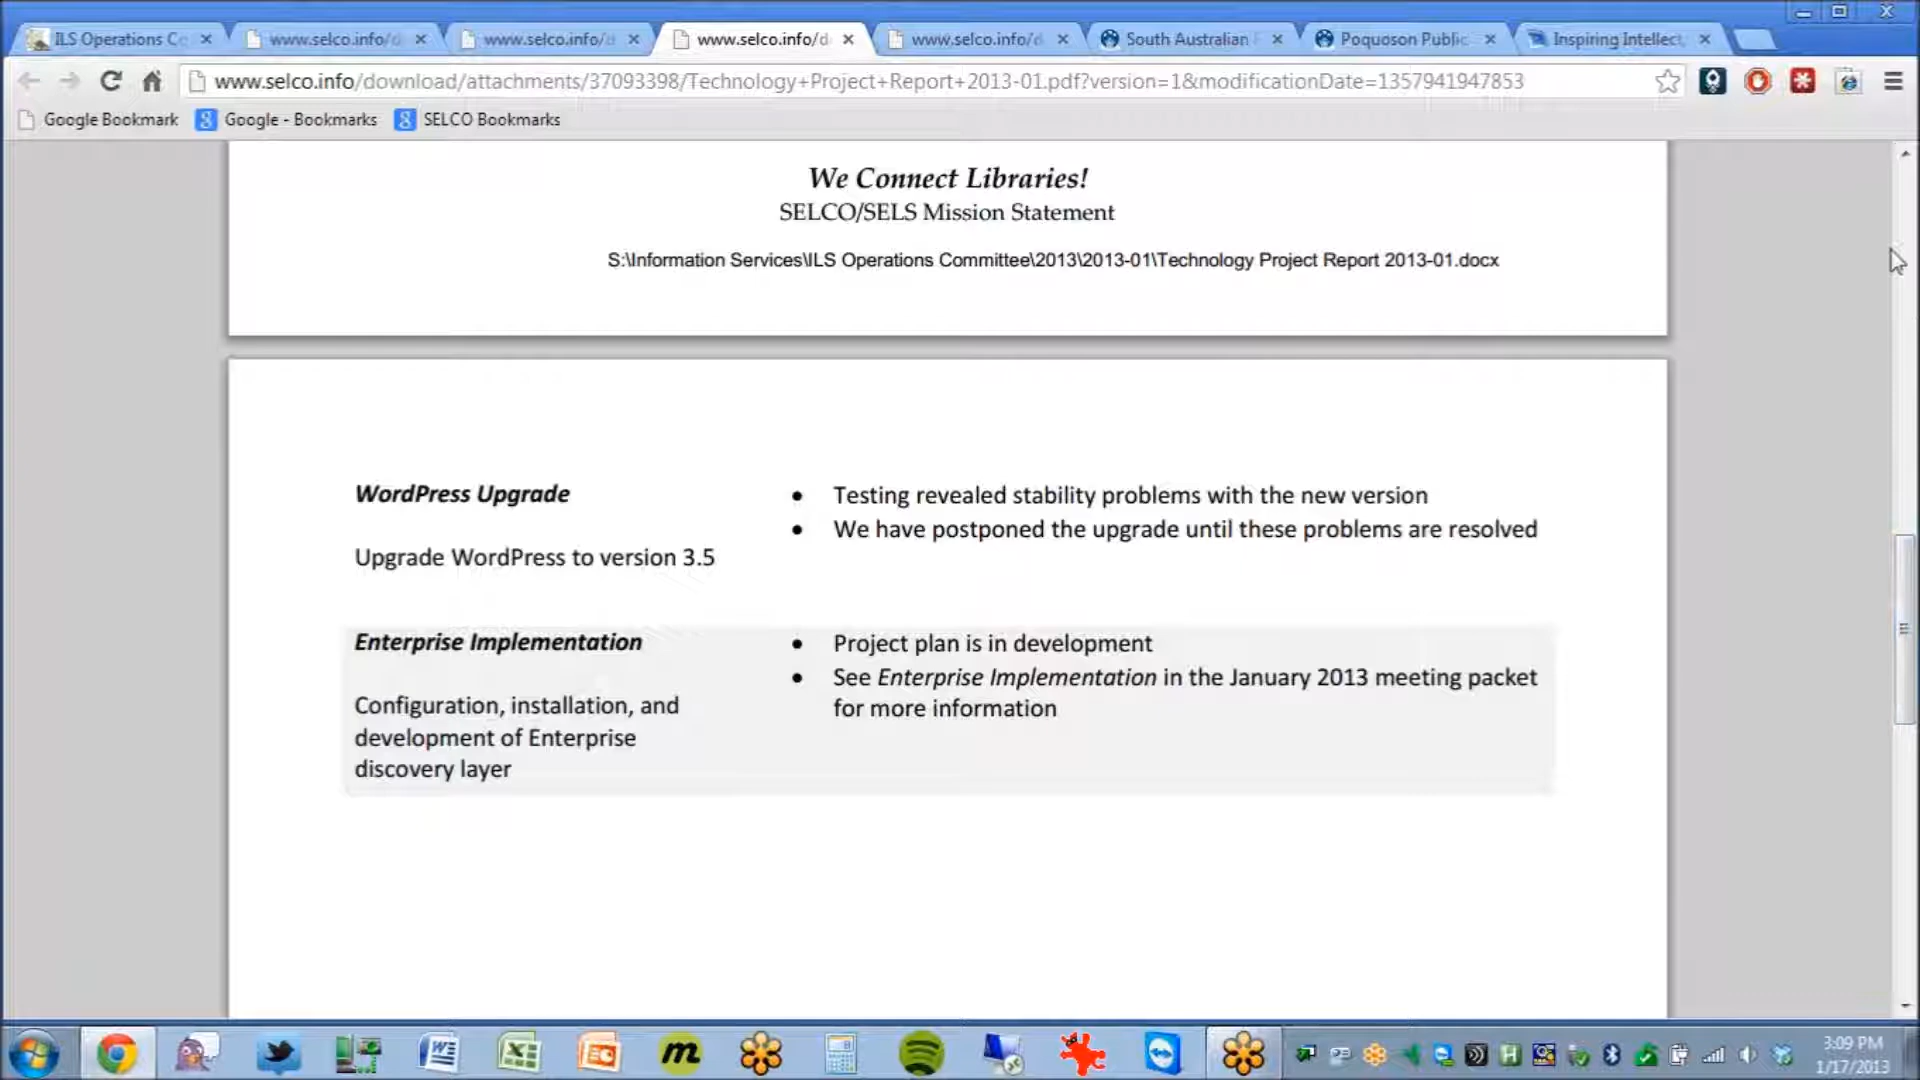 ILS Operations Ce
www.selco.info/d
www.selco.info/d
www.selco.info/d
www.selco.info/d
South Australian
Poquoson Public
Inspiring Intellect
www.selco.info/download/attachments/37093398/Technology+Project+Report+2013-01.pdf?version=1&modificationDate=1357941947853
Google Bookmark
Google - Bookmarks
SELCO Bookmarks
We Connect Libraries!
SELCO/SELS Mission Statement
S:\Information Services\ILS Operations Committee\2013\2013-01\Technology Project Report 2013-01.docx
WordPress Upgrade
Upgrade WordPress to version 3.5
• Testing revealed stability problems with the new version
• We have postponed the upgrade until these problems are resolved
Enterprise Implementation
Configuration, installation, and
development of Enterprise
discovery layer
• Project plan is in development
• See Enterprise Implementation in the January 2013 meeting packet
for more information
3:09 PM
1/17/2013